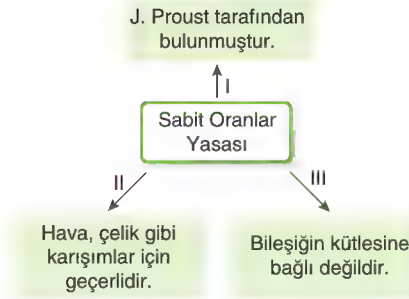 J. Proust tarafından
bulunmuştur.
I
Sabit Oranlar
Yasası
II
III
Hava, çelik gibi
karışımlar için
geçerlidir.
Bileşiğin kütlesine
bağlı değildir.